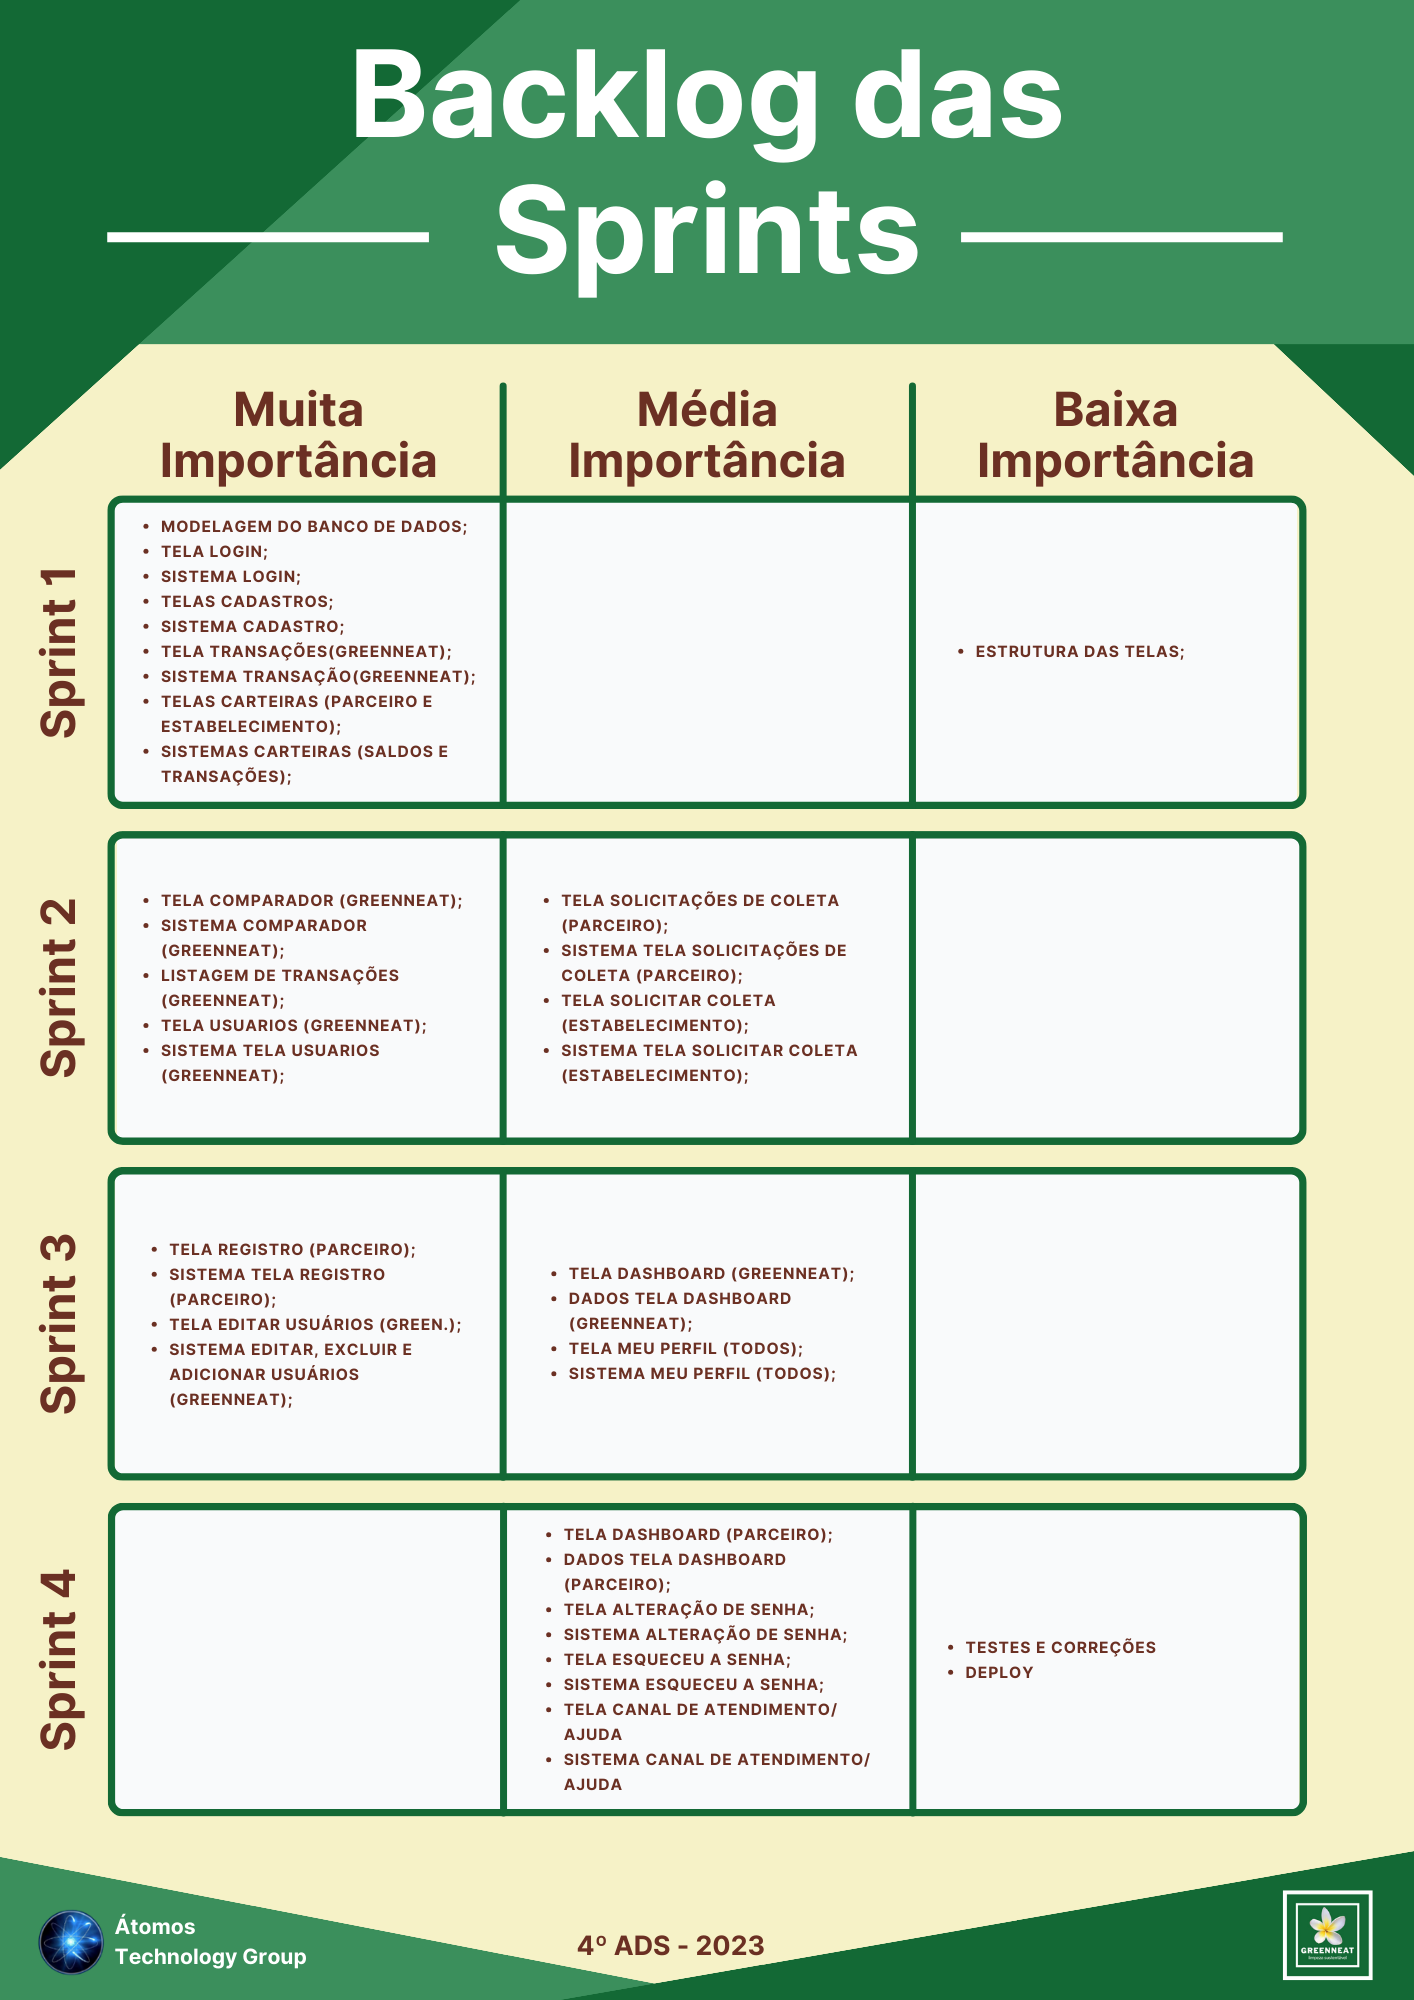 Backlog das
Sprints
Muita
Importância
Média
Importância
Baixa
Importância
Sprint 1
• MODELAGEM DO BANCO DE DADOS;
• TELA LOGIN;
• SISTEMA LOGIN;
• TELAS CADASTROS;
• SISTEMA CADASTRO;
• TELA TRANSAÇÕES(GREENNEAT);
• SISTEMA TRANSAÇÃO(GREENNEAT);
• TELAS CARTEIRAS (PARCEIRO E
ESTABELECIMENTO);
• SISTEMAS CARTEIRAS (SALDOS E
TRANSAÇÕES);
• ESTRUTURA DAS TELAS;
Sprint 2
• TELA COMPARADOR (GREENNEAT);
• SISTEMA COMPARADOR
(GREENNEAT);
• LISTAGEM DE TRANSAÇÕES
(GREENNEAT);
• TELA USUARIOS (GREENNEAT);
• SISTEMA TELA USUARIOS
(GREENNEAT);
• TELA SOLICITAÇÕES DE COLETA
(PARCEIRO);
• SISTEMA TELA SOLICITAÇÕES DE
COLETA (PARCEIRO);
• TELA SOLICITAR COLETA
(ESTABELECIMENTO);
• SISTEMA TELA SOLICITAR COLETA
(ESTABELECIMENTO);
Sprint 3
• TELA REGISTRO (PARCEIRO);
• SISTEMA TELA REGISTRO
(PARCEIRO);
• TELA EDITAR USUÁRIOS (GREEN.);
• SISTEMA EDITAR, EXCLUIR E
ADICIONAR USUÁRIOS
(GREENNEAT);
• TELA DASHBOARD (GREENNEAT);
• DADOS TELA DASHBOARD
(GREENNEAT);
• TELA MEU PERFIL (TODOS);
• SISTEMA MEU PERFIL (TODOS);
Sprint 4
• TELA DASHBOARD (PARCEIRO);
• DADOS TELA DASHBOARD
(PARCEIRO);
• TELA ALTERAÇÃO DE SENHA;
• SISTEMA ALTERAÇÃO DE SENHA;
• TELA ESQUECEU A SENHA;
• SISTEMA ESQUECEU A SENHA;
• TELA CANAL DE ATENDIMENTO/
AJUDA
• SISTEMA CANAL DE ATENDIMENTO/
AJUDA
• TESTES E CORREÇÕES
• DEPLOY
Átomos
Technology Group
4º ADS - 2023
GREENNEAT
limpeza sustentável